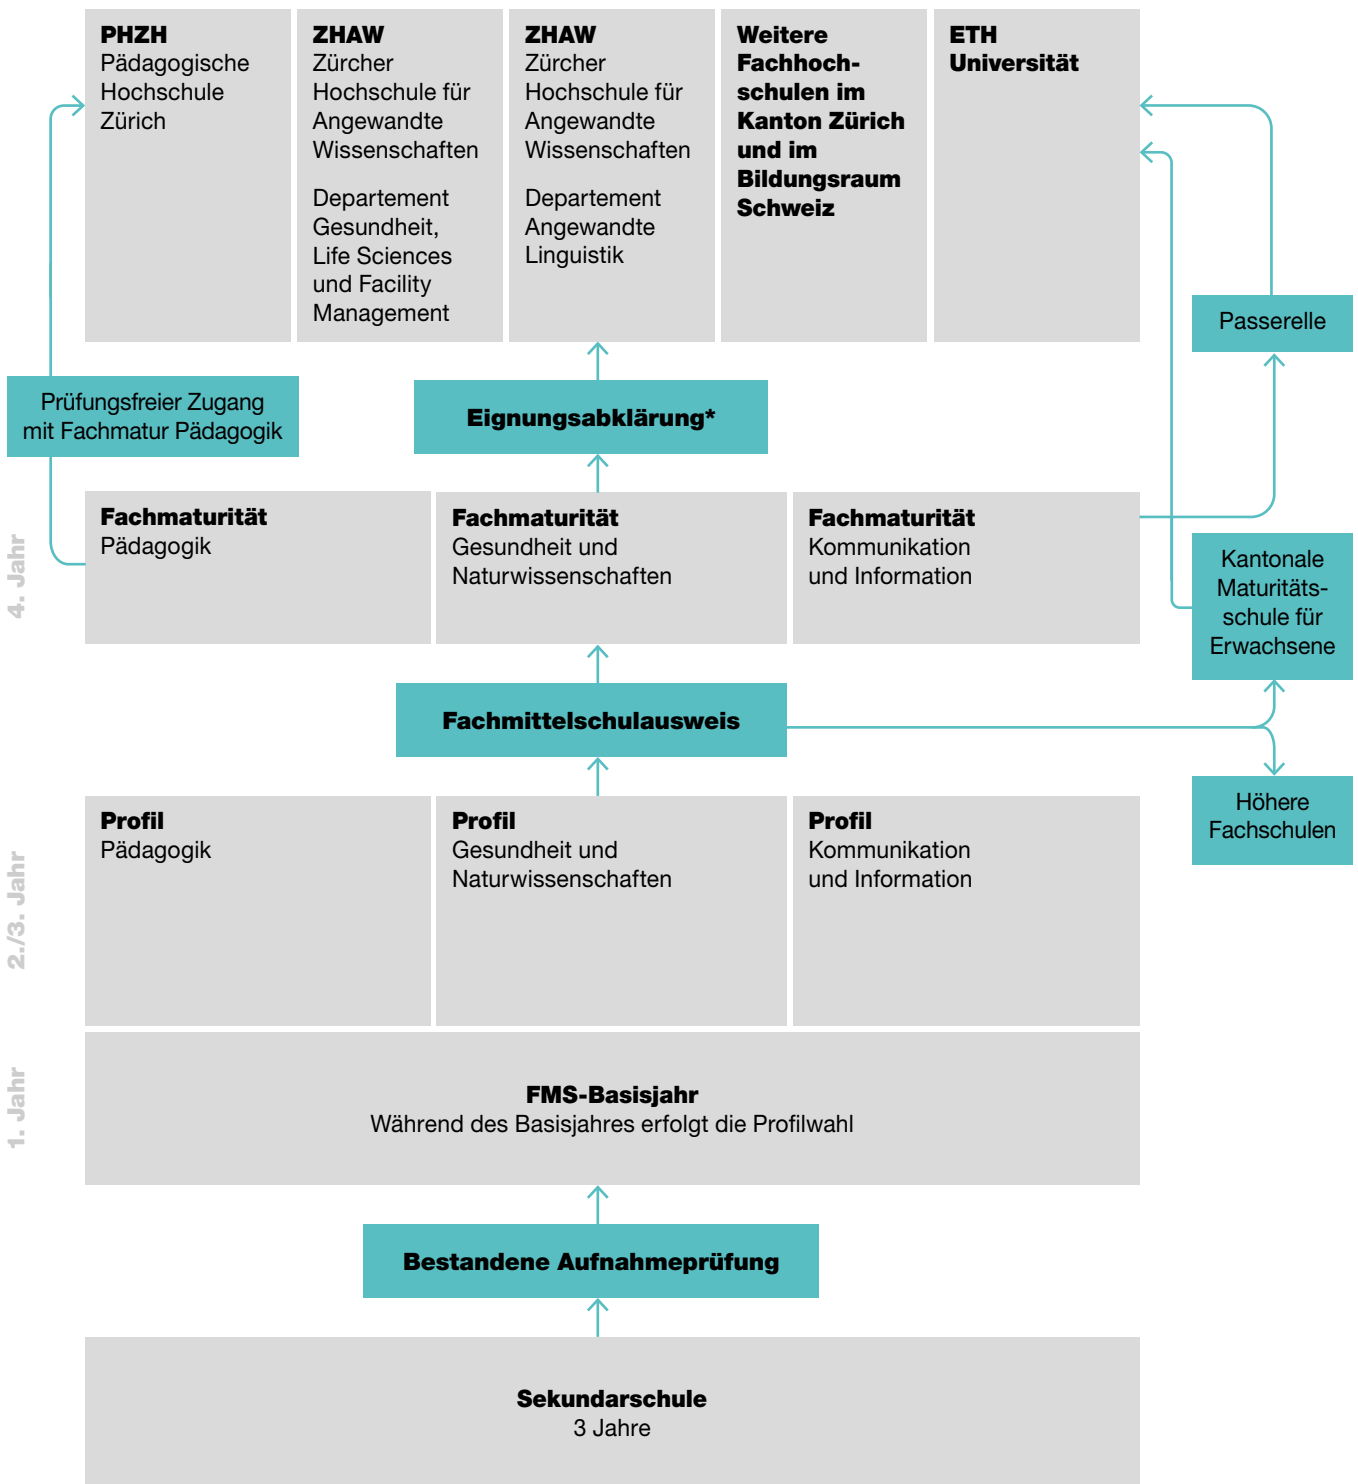 PHZH
Pädagogische
Hochschule
Zürich
ZHAW
Zürcher
Hochschule für
Angewandte
Wissenschaften
Departement
Gesundheit,
Life Sciences
und Facility
Management
ZHAW
Zürcher
Hochschule für
Angewandte
Wissenschaften
Departement
Angewandte
Linguistik
Weitere
Fachhoch-
schulen im
Kanton Zürich
und im
Bildungsraum
Schweiz
ETH
Universität
Passerelle
Prüfungsfreier Zugang
mit Fachmatur Pädagogik
Eignungsabklärung*
4. Jahr
Fachmaturität
Pädagogik
Fachmaturität
Gesundheit und
Naturwissenschaften
Fachmaturität
Kommunikation
und Information
Kantonale
Maturitäts-
schule für
Erwachsene
Fachmittelschulausweis
Höhere
Fachschulen
2./3. Jahr
Profil
Pädagogik
Profil
Gesundheit und
Naturwissenschaften
Profil
Kommunikation
und Information
1. Jahr
FMS-Basisjahr
Während des Basisjahres erfolgt die Profilwahl
Bestandene Aufnahmeprüfung
Sekundarschule
3 Jahre